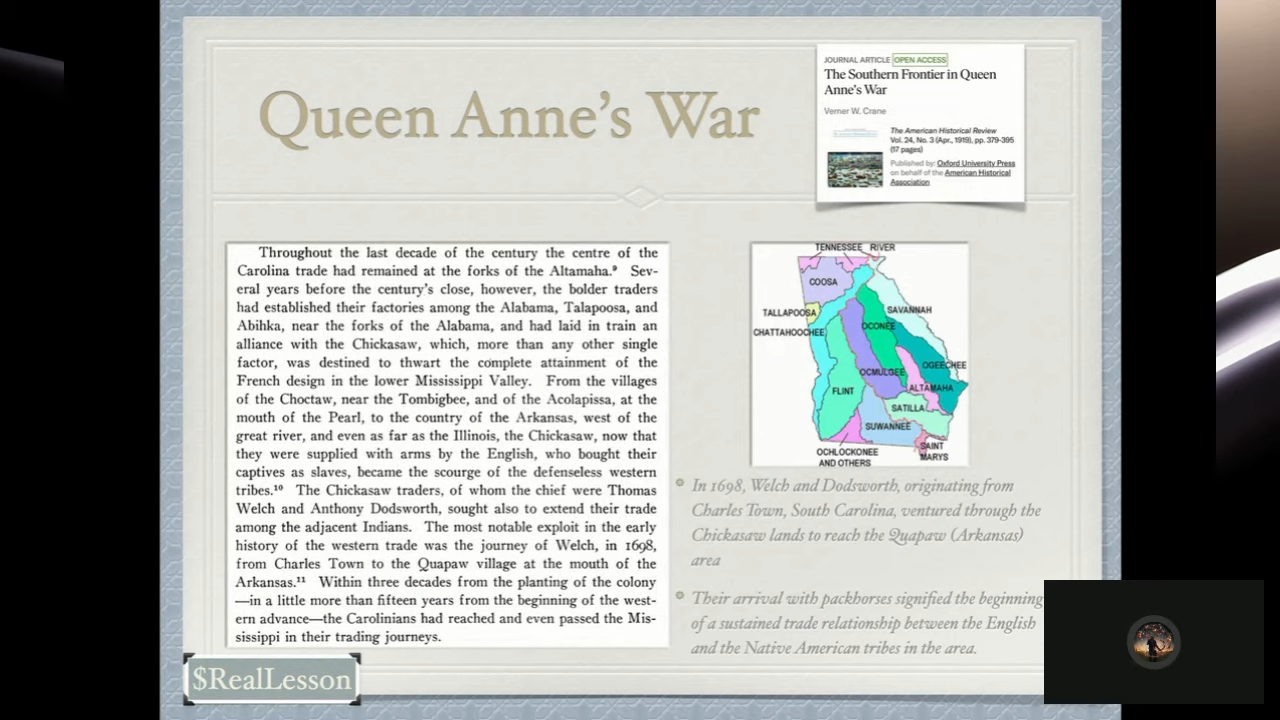 Queen Anne's War
JOURNAL ARTICLE OPEN ACCESS
The Southern Frontier in Queen
Anne's War
Verner W. Crane
The American Historical Review
Vol. 24, No. 3 (Apr., 1919), pp. 379-395
(17 pages)
Published by: Oxford University Press
on behalf of the American Historical
Association
Throughout the last decade of the century the centre of the
Carolina trade had remained at the forks of the Altamaha.⁹ Sev-
eral years before the century's close, however, the bolder traders
had established their factories among the Alabama, Talapoosa, and
Abihka, near the forks of the Alabama, and had laid in train an
alliance with the Chickasaw, which, more than any other single
factor, was destined to thwart the complete attainment of the
French design in the lower Mississippi Valley. From the villages
of the Choctaw, near the Tombigbee, and of the Acolapissa, at the
mouth of the Pearl, to the country of the Arkansas, west of the
great river, and even as far as the Illinois, the Chickasaw, now that
they were supplied with arms by the English, who bought their
captives as slaves, became the scourge of the defenseless western
tribes.¹⁰ The Chickasaw traders, of whom the chief were Thomas
Welch and Anthony Dodsworth, sought also to extend their trade
among the adjacent Indians. The most notable exploit in the early
history of the western trade was the journey of Welch, in 1698,
from Charles Town to the Quapaw village at the mouth of the
Arkansas.¹¹ Within three decades from the planting of the colony
—in a little more than fifteen years from the beginning of the west-
ern advance—the Carolinians had reached and even passed the Mis-
sissippi in their trading journeys.
TENNESSEE RIVER
COOSA
TALLAPOOSA
SAVANNAH
CHATTAHOOCHEE
OCONEE
OGEECHEE
OCMULGEE
ALTAMAHA
FLINT
SATILLA
SUWANNEE
SAINT
MARYS
OCHLOCKONEE
AND OTHERS
In 1698, Welch and Dodsworth, originating from
Charles Town, South Carolina, ventured through the
Chickasaw lands to reach the Quapaw (Arkansas)
area
Their arrival with packhorses signified the beginning
of a sustained trade relationship between the English
and the Native American tribes in the area.
$RealLesson